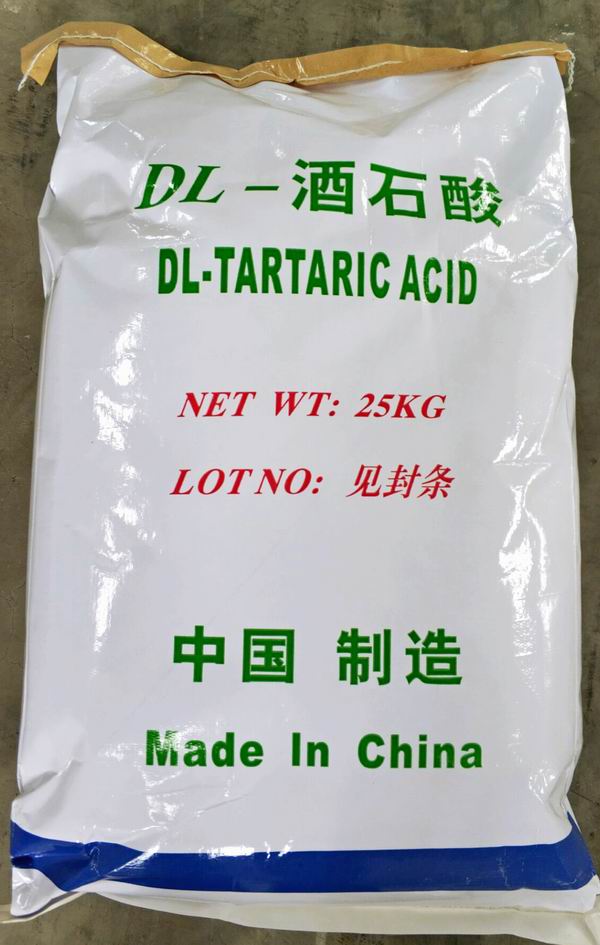 DL-酒石酸
DL-TARTARIC ACID
NET WT: 25KG
LOT NO: 见封条
中国 制造
Made In China